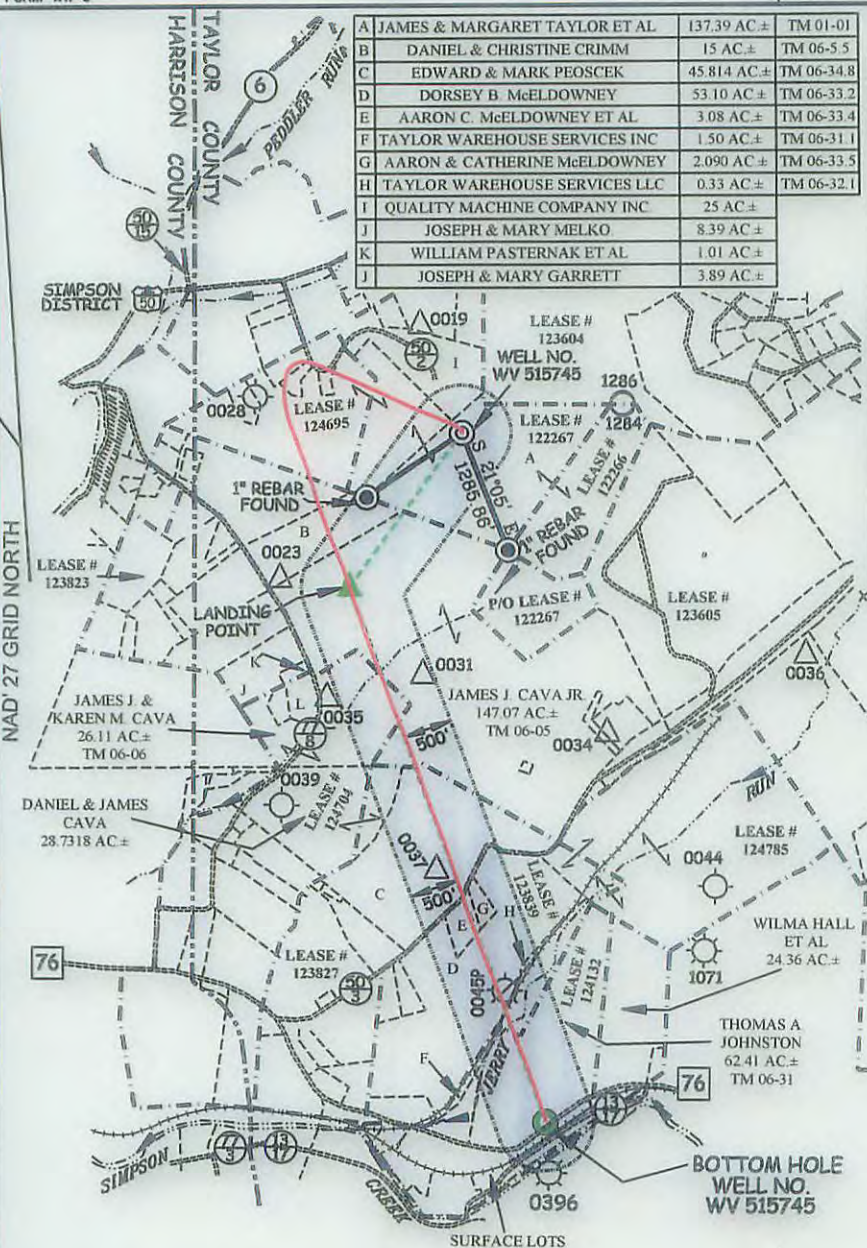 A JAMES & MARGARET TAYLOR ET AL 137.39 AC.± TM 01-01
B DANIEL & CHRISTINE CRIMM 15 AC.± TM 06-5.5
C EDWARD & MARK PEOSCEK 45.814 AC.± TM 06-34.8
D DORSEY B. McELDOWNEY 53.10 AC.± TM 06-33.2
E AARON C. McELDOWNEY ET AL 3.08 AC.± TM 06-33.4
F TAYLOR WAREHOUSE SERVICES INC 1.50 AC.± TM 06-31.1
G AARON & CATHERINE McELDOWNEY 2.090 AC.± TM 06-33.5
H TAYLOR WAREHOUSE SERVICES LLC 0.33 AC.± TM 06-32.1
I QUALITY MACHINE COMPANY INC 25 AC.±
J JOSEPH & MARY MELKO 8.39 AC.±
K WILLIAM PASTERNAK ET AL 1.01 AC.±
J JOSEPH & MARY GARRETT 3.89 AC.±
TAYLOR COUNTY
HARRISON COUNTY
6
PEDDLER RUN
50
15
SIMPSON
DISTRICT
50
0019
50
2
I
LEASE #
123604
WELL NO.
WV 515745
1286
1284
0028
LEASE #
124695
LEASE #
122267
A
LEASE #
122266
S 21°05' E
1285.86'
1" REBAR
FOUND
1" REBAR
FOUND
B
0023
LEASE #
123823
LANDING
POINT
P/O LEASE #
122267
LEASE #
123605
NAD' 27 GRID NORTH
K
J
L
0031
0035
0036
JAMES J. &
KAREN M. CAVA
26.11 AC.±
TM 06-06
JAMES J. CAVA JR.
147.07 AC.±
TM 06-05
0034
77
8
500'
0039
DANIEL & JAMES
CAVA
28.7318 AC.±
LEASE #
124704
RUN
LEASE #
124785
0037
0044
C
500'
LEASE #
123839
G
E
H
D
WILMA HALL
ET AL
24.36 AC.±
LEASE #
123827
76
50
3
0045P
LEASE #
124132
1071
THOMAS A
JOHNSTON
62.41 AC.±
TM 06-31
F
JERRY
76
13
17
77
3
13
17
SIMPSON
CREEK
0396
BOTTOM HOLE
WELL NO.
WV 515745
SURFACE LOTS